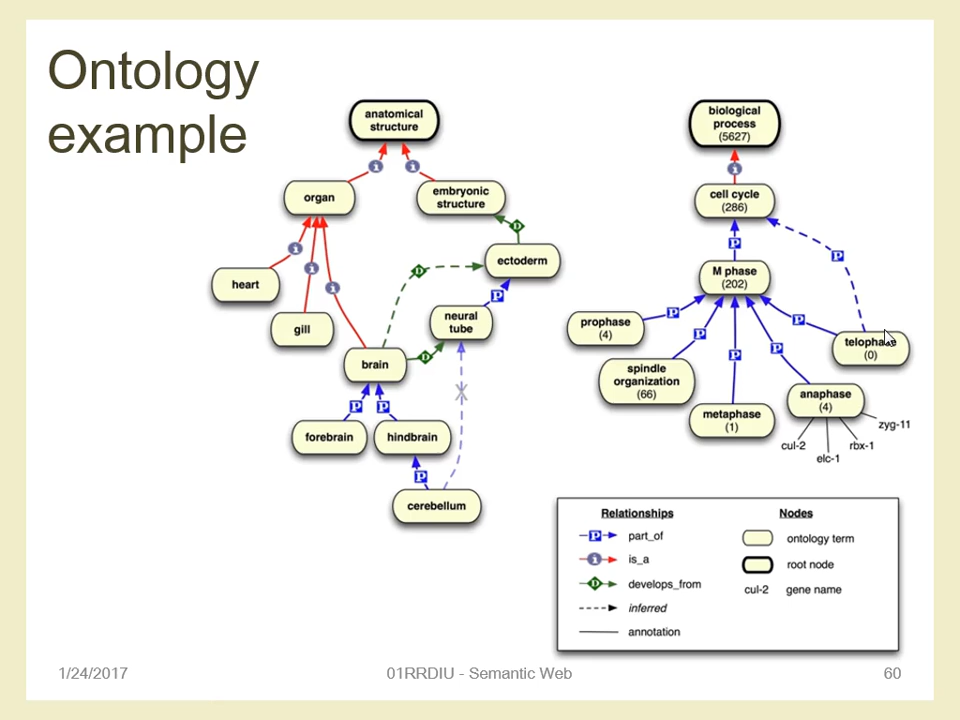 Ontology
example
anatomical
structure
i
i
organ
embryonic
structure
D
i
i
i
heart
gill
D
ectoderm
P
neural
tube
D
brain
P
P
forebrain
hindbrain
P
cerebellum
biological
process
(5627)
i
cell cycle
(286)
P
P
M phase
(202)
P
P
P
P
P
prophase
(4)
spindle
organization
(66)
metaphase
(1)
anaphase
(4)
telophase
(0)
cul-2
elc-1
rbx-1
zyg-11
Relationships
P part_of
i is_a
D develops_from
inferred
annotation
Nodes
ontology term
root node
cul-2 gene name
1/24/2017
01RRDIU - Semantic Web
60